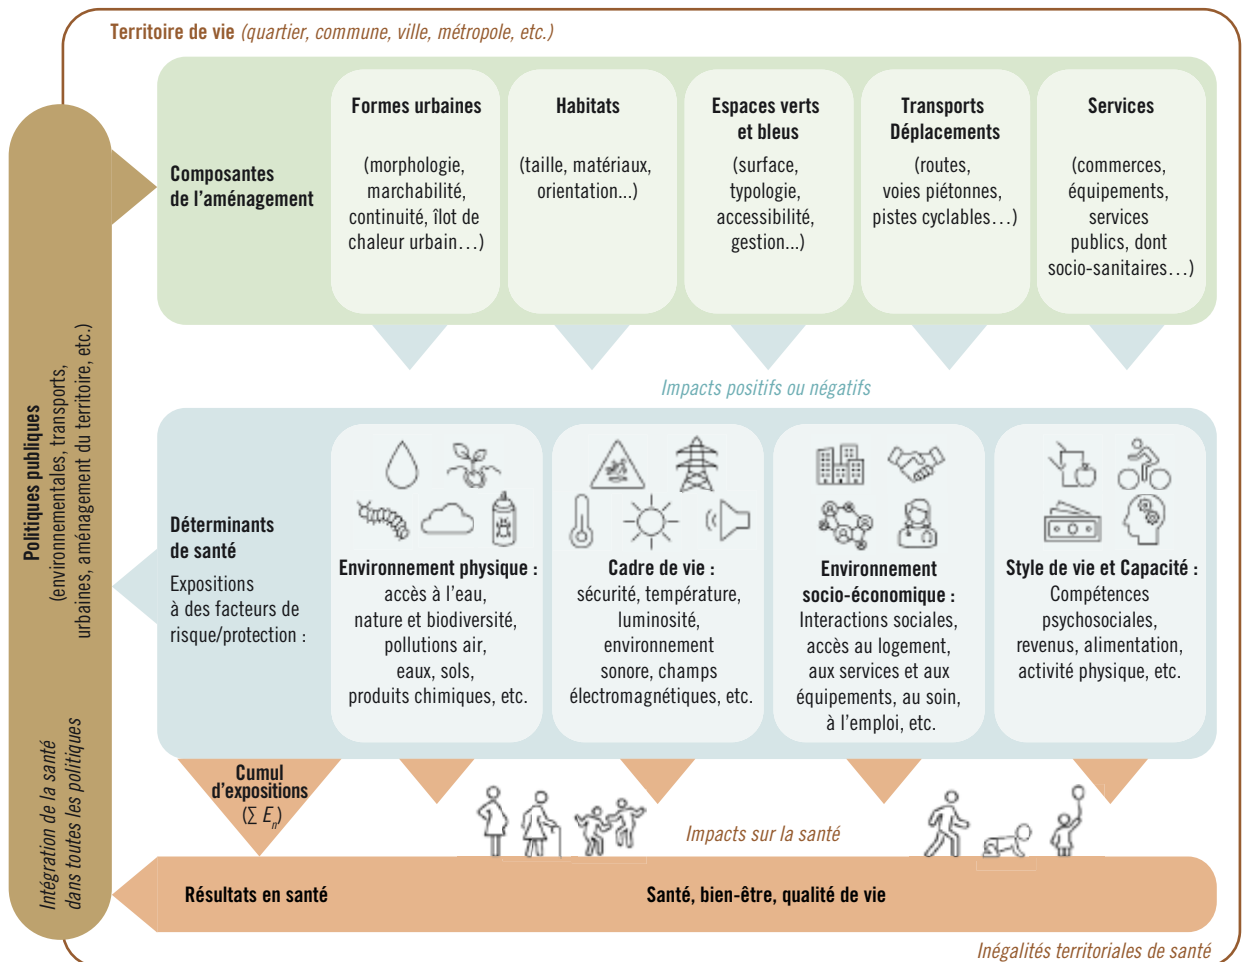 Territoire de vie (quartier, commune, ville, métropole, etc.)
Politiques publiques
(environnementales, transports,
urbaines, aménagement du territoire, etc.)
Intégration de la santé
dans toutes les politiques
Composantes
de l'aménagement
Formes urbaines
(morphologie,
marchabilité,
continuité, îlot de
chaleur urbain…)
Habitats
(taille, matériaux,
orientation...)
Espaces verts
et bleus
(surface,
typologie,
accessibilité,
gestion...)
Transports
Déplacements
(routes,
voies piétonnes,
pistes cyclables…)
Services
(commerces,
équipements,
services
publics, dont
socio-sanitaires…)
Impacts positifs ou négatifs
Déterminants
de santé
Expositions
à des facteurs de
risque/protection :
Environnement physique :
accès à l'eau,
nature et biodiversité,
pollutions air,
eaux, sols,
produits chimiques, etc.
Cadre de vie :
sécurité, température,
luminosité,
environnement
sonore, champs
électromagnétiques, etc.
Environnement
socio-économique :
Interactions sociales,
accès au logement,
aux services et aux
équipements, au soin,
à l'emploi, etc.
Style de vie et Capacité :
Compétences
psychosociales,
revenus, alimentation,
activité physique, etc.
Cumul
d'expositions
(∑ Eₙ)
Impacts sur la santé
Résultats en santé
Santé, bien-être, qualité de vie
Inégalités territoriales de santé